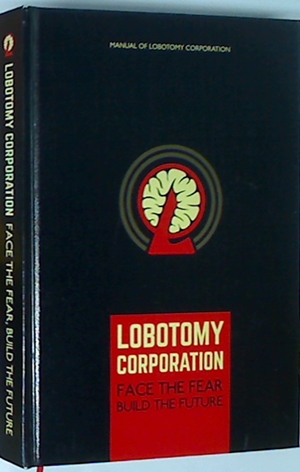 MANUAL OF LOBOTOMY CORPORATION
LOBOTOMY
CORPORATION
FACE THE FEAR
BUILD THE FUTURE
LOBOTOMY CORPORATION FACE THE FEAR, BUILD THE FUTURE